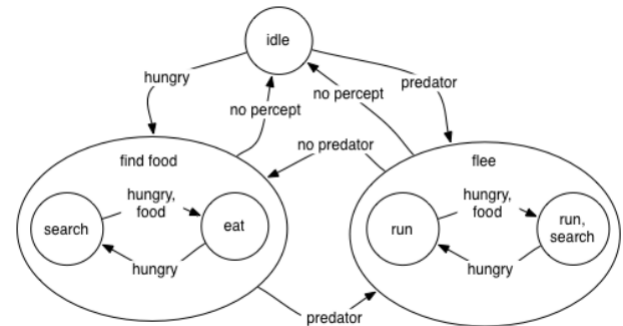 idle
hungry
predator
no percept
no percept
no predator
find food
flee
hungry,
food
search
eat
hungry
hungry,
food
run
run,
search
hungry
predator